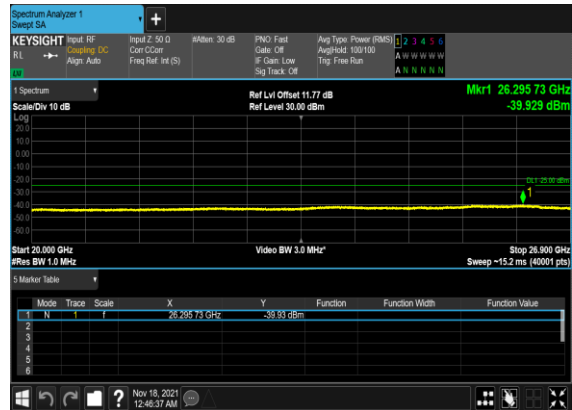 Spectrum Analyzer 1
Swept SA
+
KEYSIGHT Input: RF Input Z: 50 Ω #Atten: 30 dB PNO: Fast Avg Type: Power (RMS) 1 2 3 4 5 6
RL Coupling: DC Corr CCorr Gate: Off Avg|Hold: 100/100 A W W W W W
Align: Auto Freq Ref: Int (S) IF Gain: Low Trig: Free Run
Sig Track: Off A N N N N N
1 Spectrum Ref Lvl Offset 11.77 dB Mkr1 26.295 73 GHz
Scale/Div 10 dB Ref Level 30.00 dBm -39.929 dBm
Log
20.0
10.0
0.00
-10.0
-20.0
DL1 -25.00 dBm
-30.0
1
-40.0
-50.0
-60.0
Start 20.000 GHz Video BW 3.0 MHz* Stop 26.900 GHz
#Res BW 1.0 MHz Sweep ~15.2 ms (40001 pts)
5 Marker Table
Mode Trace Scale X Y Function Function Width Function Value
1 N 1 f 26.295 73 GHz -39.93 dBm
2
3
4
5
6
? Nov 18, 2021
12:46:37 AM